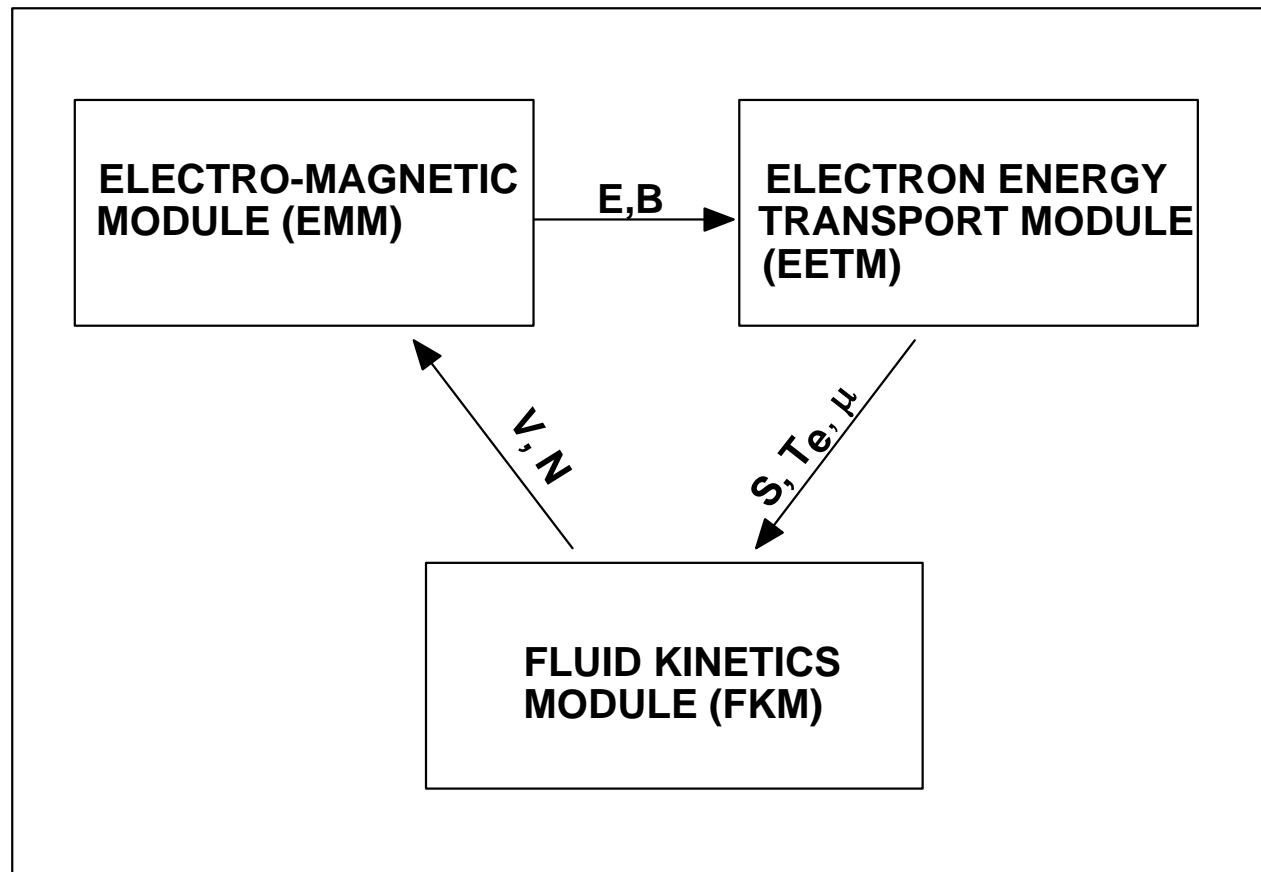 ELECTRO-MAGNETIC
MODULE (EMM)
E,B
ELECTRON ENERGY
TRANSPORT MODULE
(EETM)
V, N
S, Te, μ
FLUID KINETICS
MODULE (FKM)